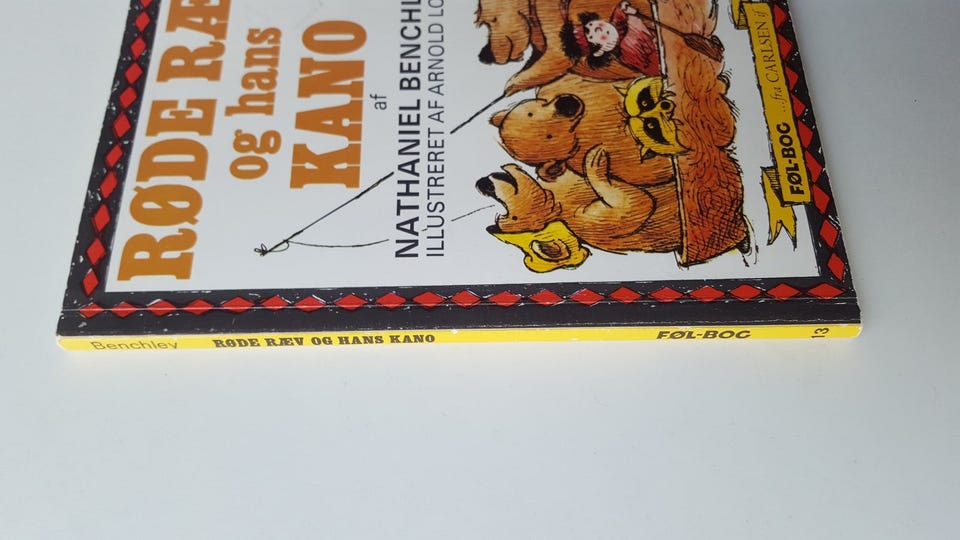 RØDE RÆ
og hans
KANO
af
NATHANIEL BENCHL
ILLUSTRERET AF ARNOLD LO
FØL-BOG ...fra CARLSEN if
Benchley RØDE RÆV OG HANS KANO FØL-BOG 13